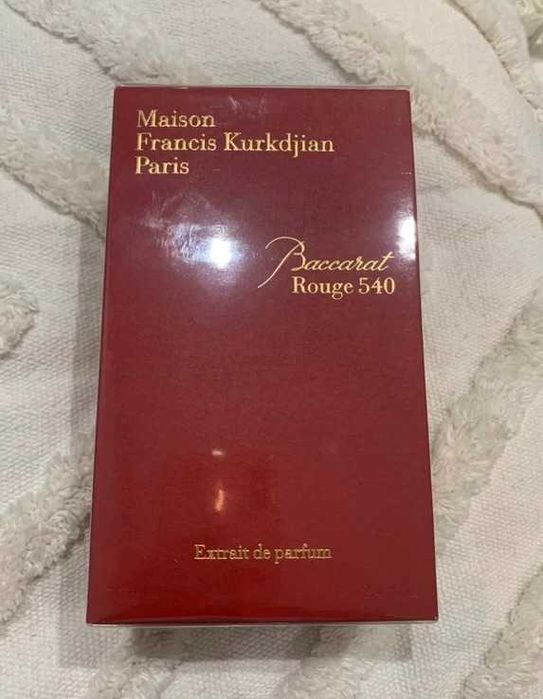 Maison
Francis Kurkdjian
Paris
Baccarat
Rouge 540
Extrait de parfum